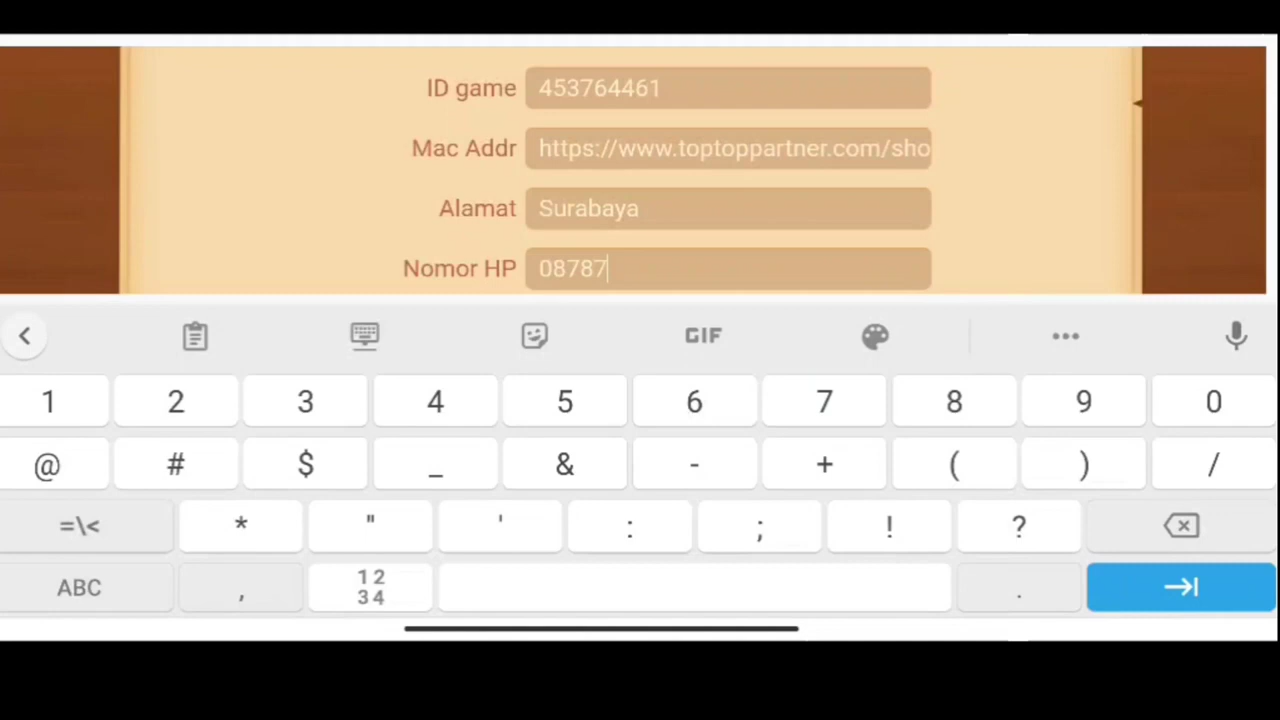 ID game 453764461
Mac Addr https://www.toptoppartner.com/sho
Alamat Surabaya
Nomor HP 08787
GIF
1 2 3 4 5 6 7 8 9 0
@ # $ _ & - + ( ) /
=\< * " ' : ; ! ?
ABC , 1 2 3 4 .